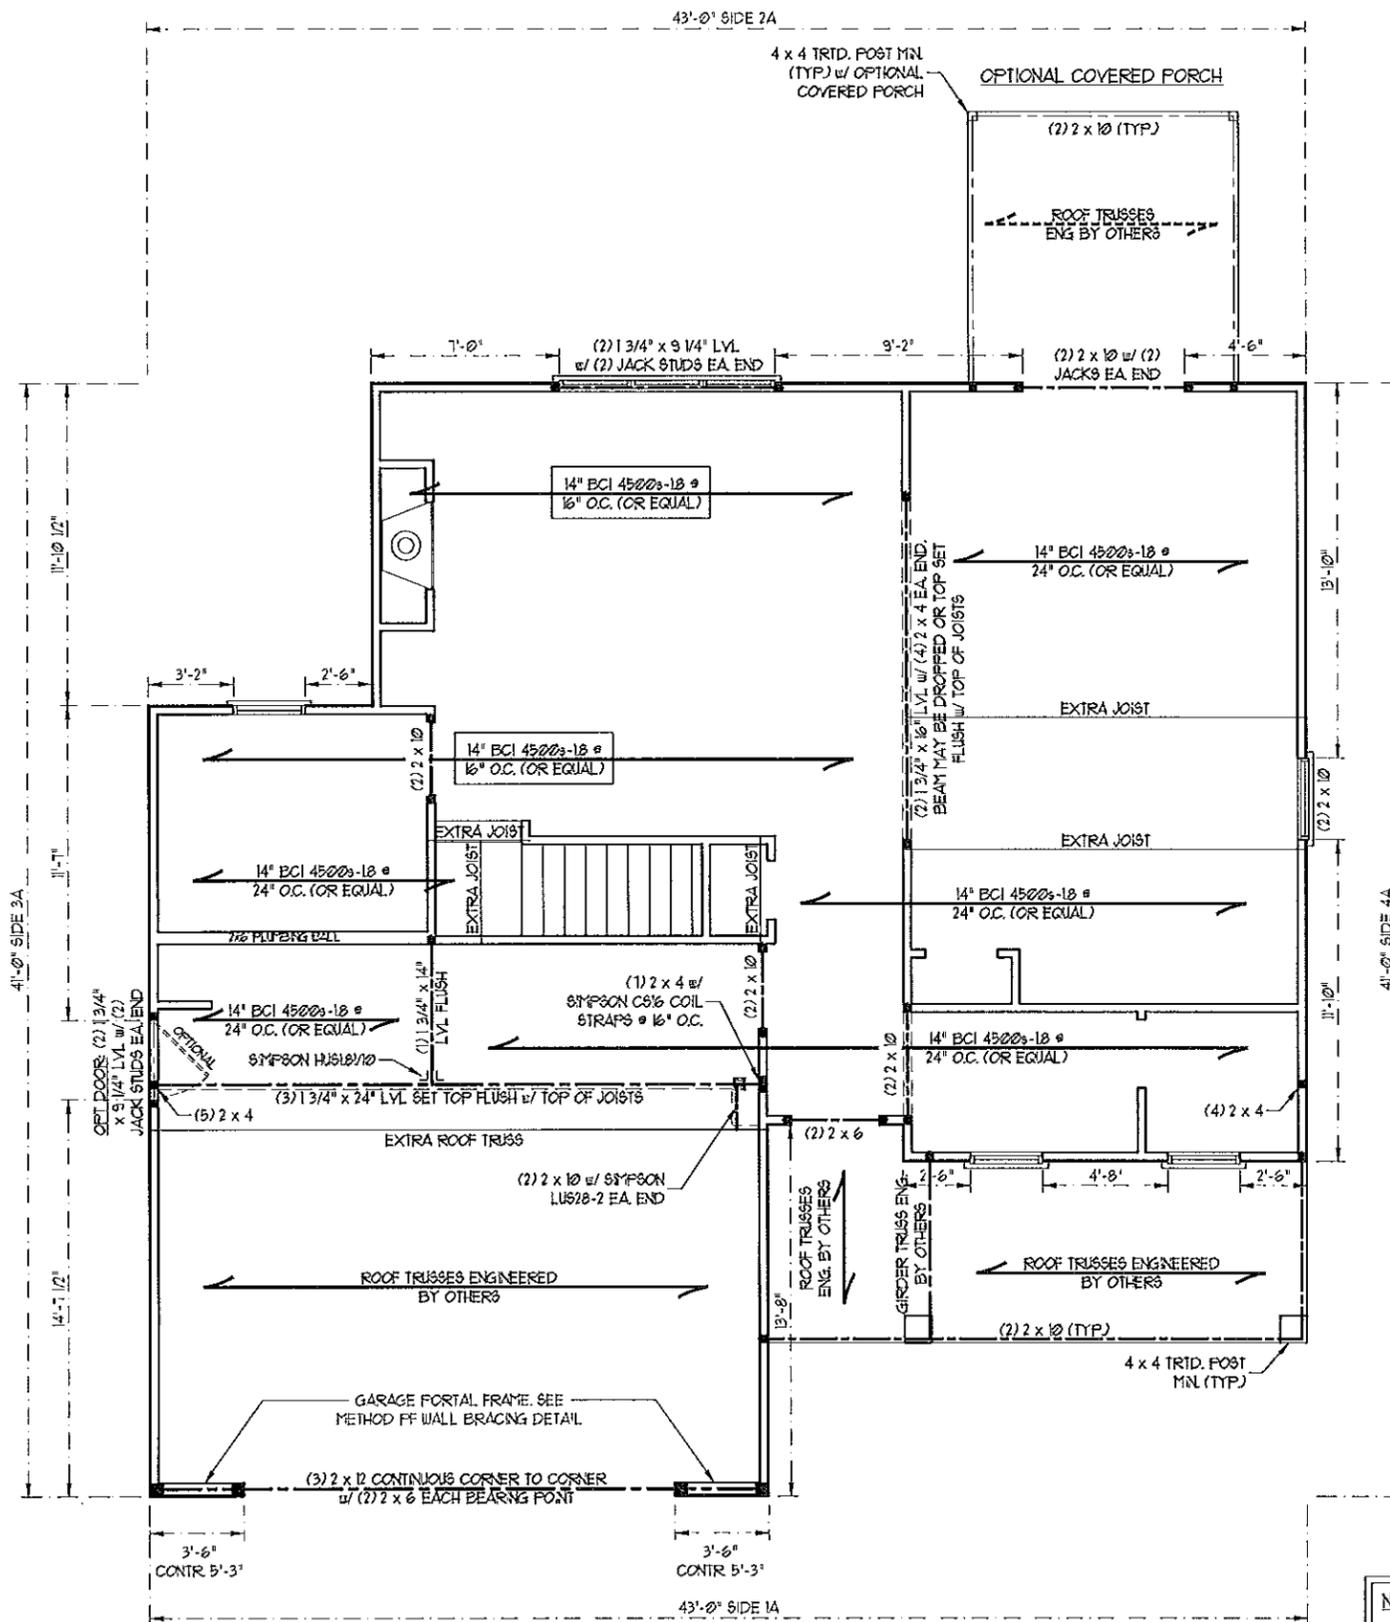 43'-0" SIDE 2A
4 x 4 TRTD. POST MIN.
(TYP.) w/ OPTIONAL
COVERED PORCH
OPTIONAL COVERED PORCH
(2) 2 x 10 (TYP.)
ROOF TRUSSES
ENG BY OTHERS
7'-0"
(2) 1 3/4" x 9 1/4" LVL
w/ (2) JACK STUDS EA. END
9'-2"
(2) 2 x 10 w/ (2)
JACKS EA. END
4'-6"
14" BCI 4500s-1.8 @
16" O.C. (OR EQUAL)
11'-10 1/2"
14" BCI 4500s-1.8 @
24" O.C. (OR EQUAL)
13'-10"
(2) 1 3/4" x 16" LVL w/ (4) 2 x 4 EA. END.
BEAM MAY BE DROPPED OR TOP SET
FLUSH w/ TOP OF JOISTS
3'-2"
2'-6"
EXTRA JOIST
(2) 2 x 10
14" BCI 4500s-1.8 @
16" O.C. (OR EQUAL)
(2) 2 x 10
EXTRA JOIST
EXTRA JOIST
11'-7"
14" BCI 4500s-1.8 @
24" O.C. (OR EQUAL)
EXTRA JOIST
EXTRA JOIST
14" BCI 4500s-1.8 @
24" O.C. (OR EQUAL)
41'-0" SIDE 3A
41'-0" SIDE 4A
2x6 PLUMBING WALL
OPT DOOR: (2) 1 3/4"
x 9 1/4" LVL w/ (2)
JACK STUDS EA. END
14" BCI 4500s-1.8 @
24" O.C. (OR EQUAL)
OPTIONAL
SIMPSON HUS1.81/10
(1) 1 3/4" x 14"
LVL FLUSH
(1) 2 x 4 w/
SIMPSON CS16 COIL
STRAPS @ 16" O.C.
(2) 2 x 10
(2) 2 x 10
14" BCI 4500s-1.8 @
24" O.C. (OR EQUAL)
11'-10"
(3) 1 3/4" x 24" LVL SET TOP FLUSH w/ TOP OF JOISTS
(5) 2 x 4
(4) 2 x 4
EXTRA ROOF TRUSS
(2) 2 x 6
(2) 2 x 10 w/ SIMPSON
LUS28-2 EA. END
2'-6"
4'-8"
2'-6"
ROOF TRUSSES
ENG. BY OTHERS
GIRDER TRUSS ENG.
BY OTHERS
ROOF TRUSSES ENGINEERED
BY OTHERS
ROOF TRUSSES ENGINEERED
BY OTHERS
14'-7 1/2"
13'-8"
(2) 2 x 10 (TYP.)
4 x 4 TRTD. POST
MIN. (TYP.)
GARAGE PORTAL FRAME. SEE
METHOD PF WALL BRACING DETAIL
(3) 2 x 12 CONTINUOUS CORNER TO CORNER
w/ (2) 2 x 6 EACH BEARING POINT
3'-6"
CONTR. 5'-3"
3'-6"
CONTR. 5'-3"
43'-0" SIDE 1A